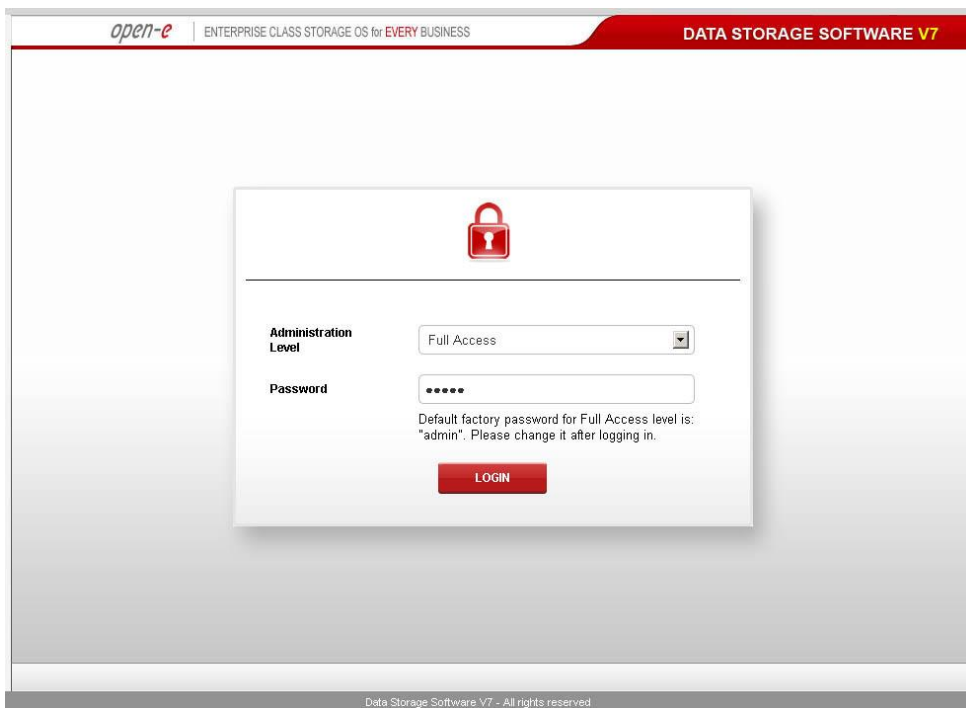 open-e ENTERPRISE CLASS STORAGE OS for EVERY BUSINESS DATA STORAGE SOFTWARE V7
Administration
Level
Full Access
Password
•••••
Default factory password for Full Access level is:
"admin". Please change it after logging in.
LOGIN
Data Storage Software V7 - All rights reserved